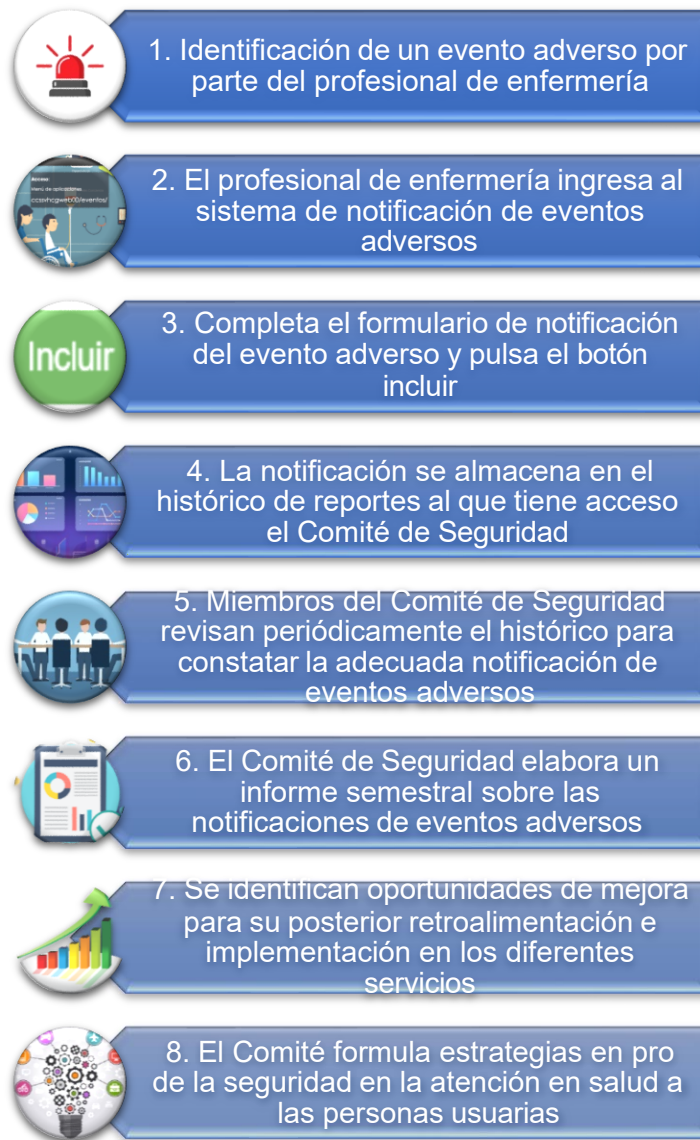 1. Identificación de un evento adverso por
parte del profesional de enfermería
Access
Menú de aplicaciones
2. El profesional de enfermería ingresa al
sistema de notificación de eventos
adversos
Incluir
3. Completa el formulario de notificación
del evento adverso y pulsa el botón
incluir
4. La notificación se almacena en el
histórico de reportes al que tiene acceso
el Comité de Seguridad
5. Miembros del Comité de Seguridad
revisan periódicamente el histórico para
constatar la adecuada notificación de
eventos adversos
6. El Comité de Seguridad elabora un
informe semestral sobre las
notificaciones de eventos adversos
7. Se identifican oportunidades de mejora
para su posterior retroalimentación e
implementación en los diferentes
servicios
8. El Comité formula estrategias en pro
de la seguridad en la atención en salud a
las personas usuarias